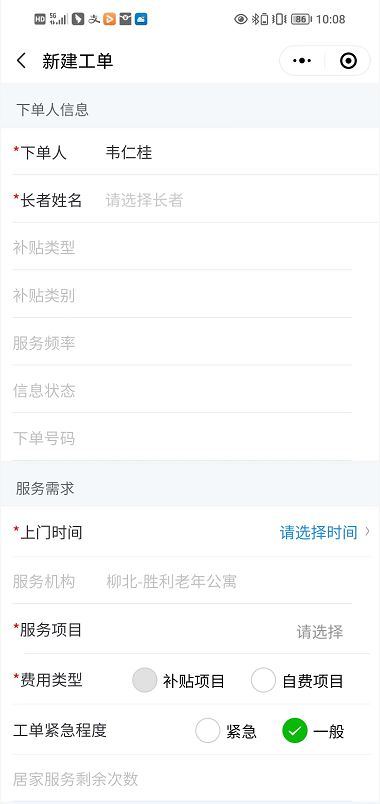 HD 5G 86 10:08
新建工单
下单人信息
*下单人 韦仁桂
*长者姓名 请选择长者
补贴类型
补贴类别
服务频率
信息状态
下单号码
服务需求
*上门时间 请选择时间
服务机构 柳北-胜利老年公寓
*服务项目 请选择
*费用类型 补贴项目 自费项目
工单紧急程度 紧急 一般
居家服务剩余次数